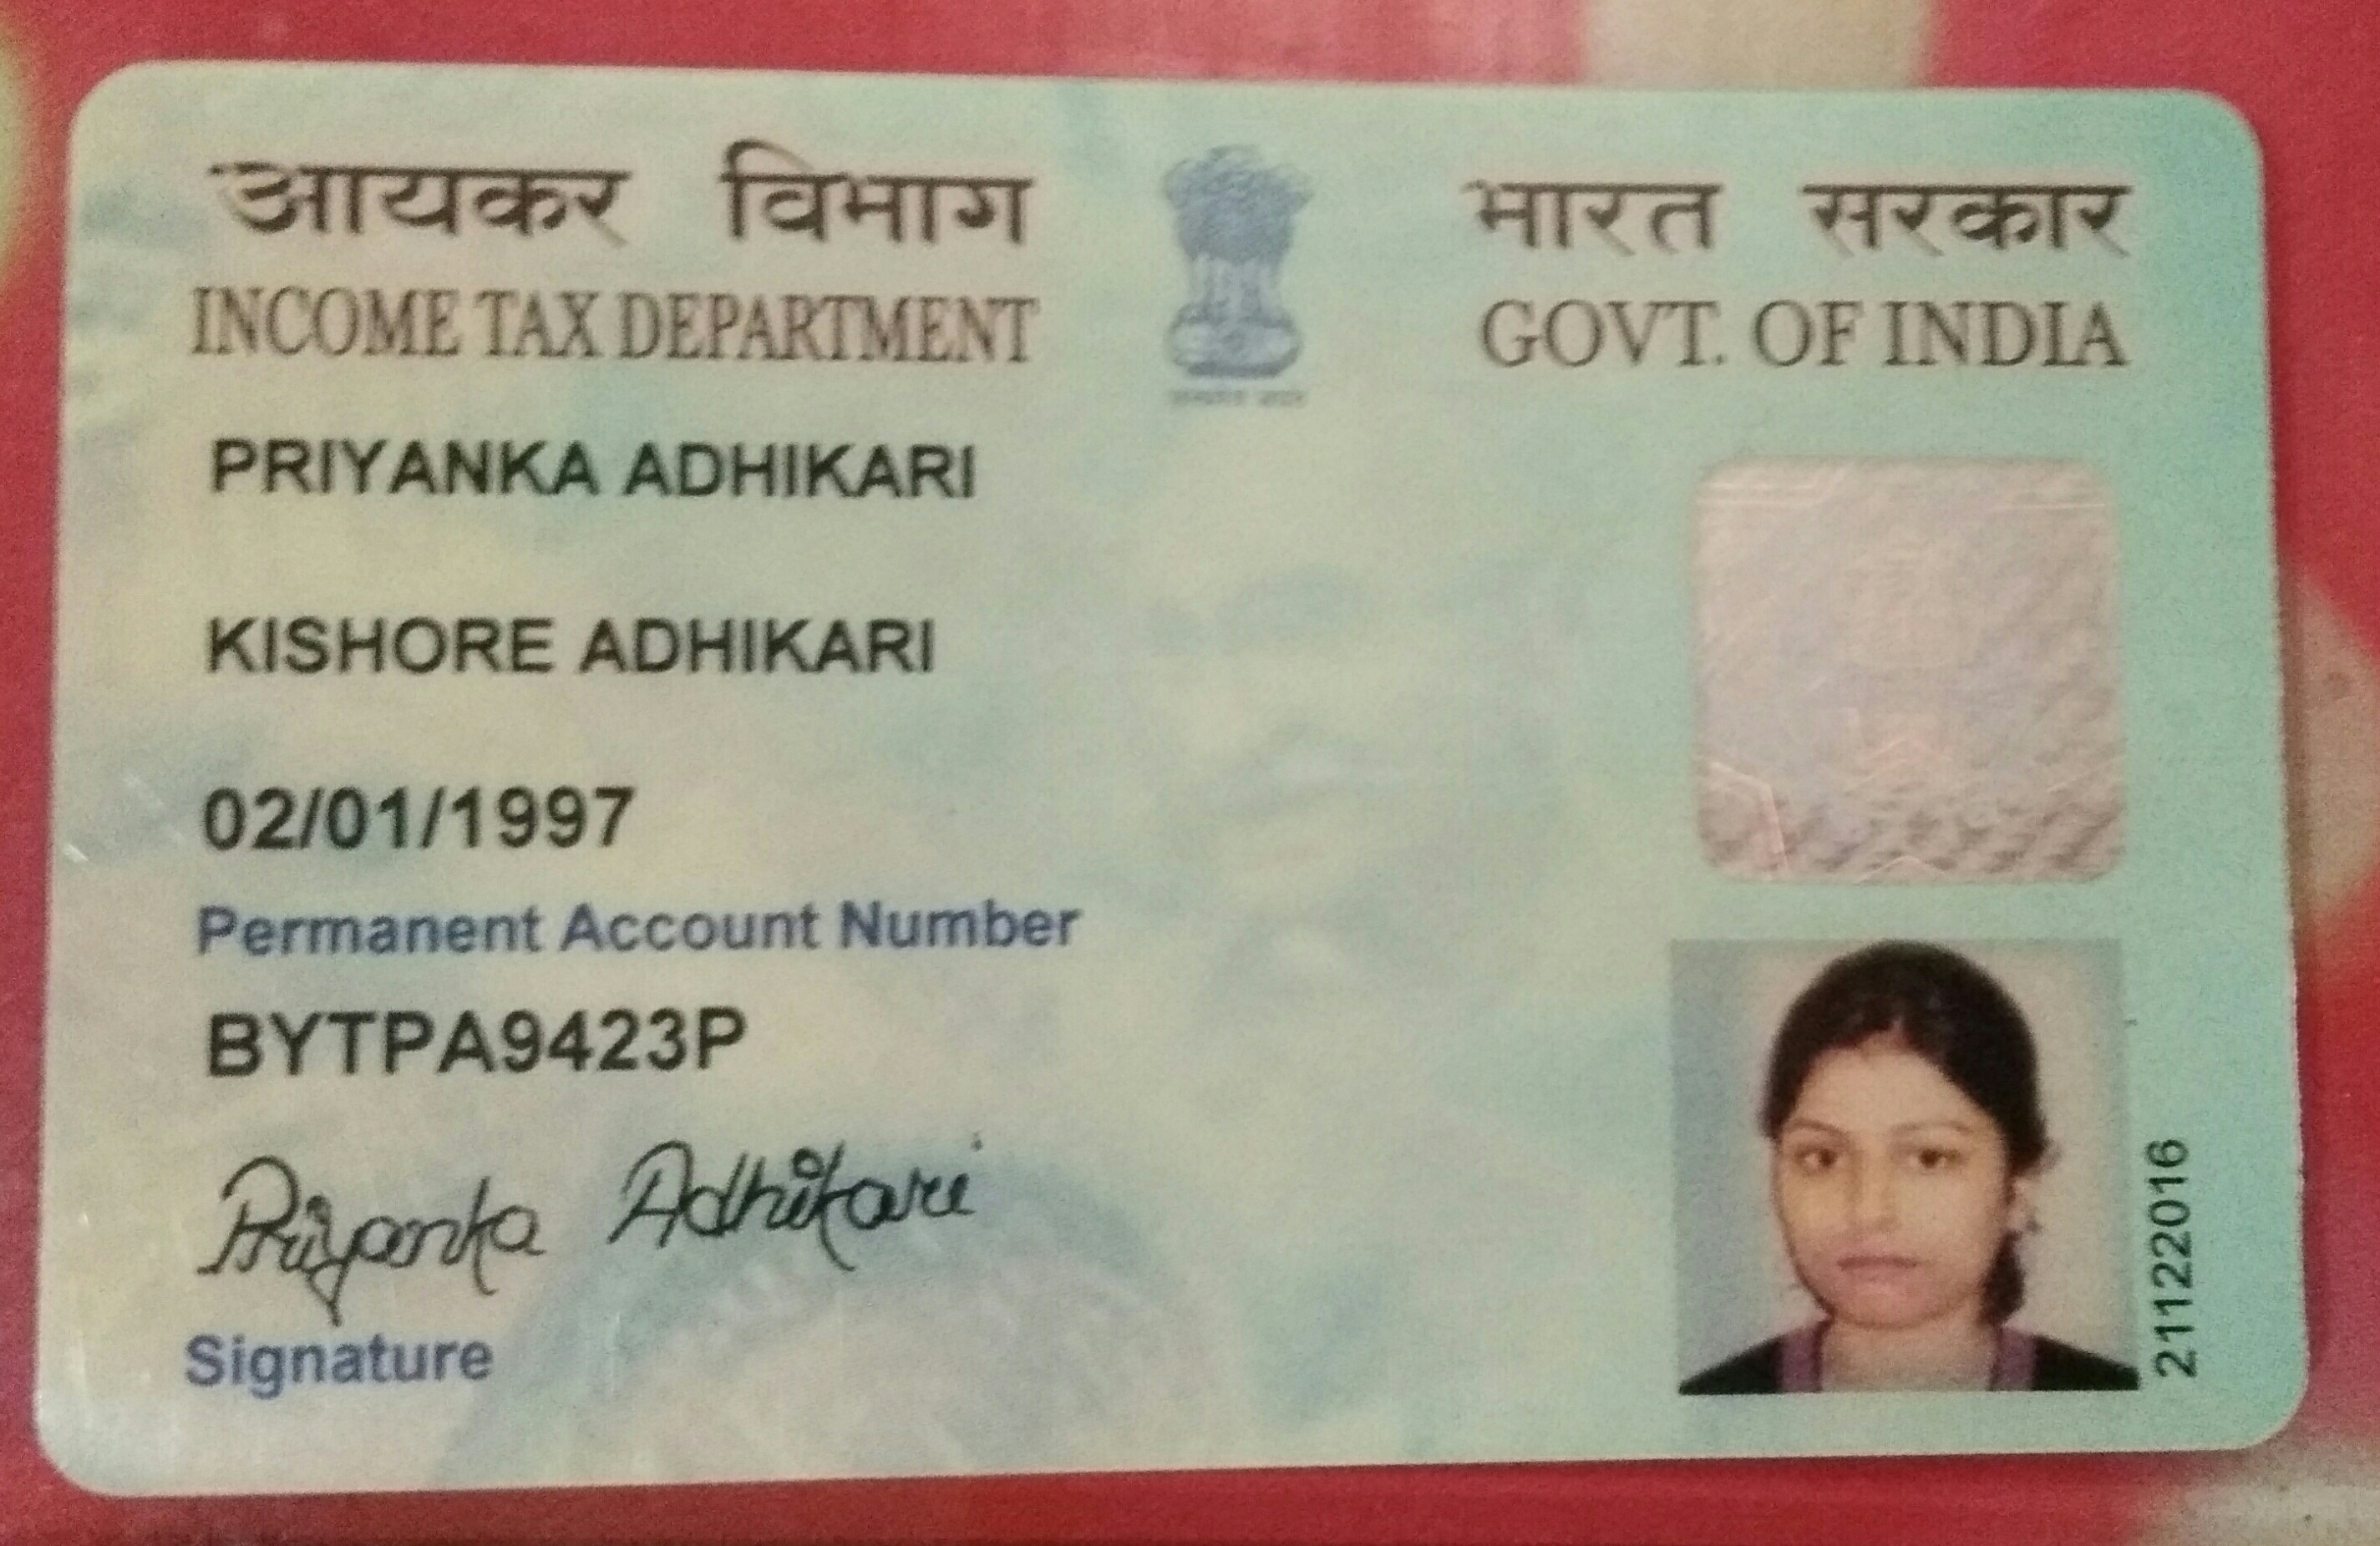 आयकर विभाग
INCOME TAX DEPARTMENT
भारत सरकार
GOVT. OF INDIA
PRIYANKA ADHIKARI
KISHORE ADHIKARI
02/01/1997
Permanent Account Number
BYTPA9423P
Priyanka Adhikari
Signature
21122016